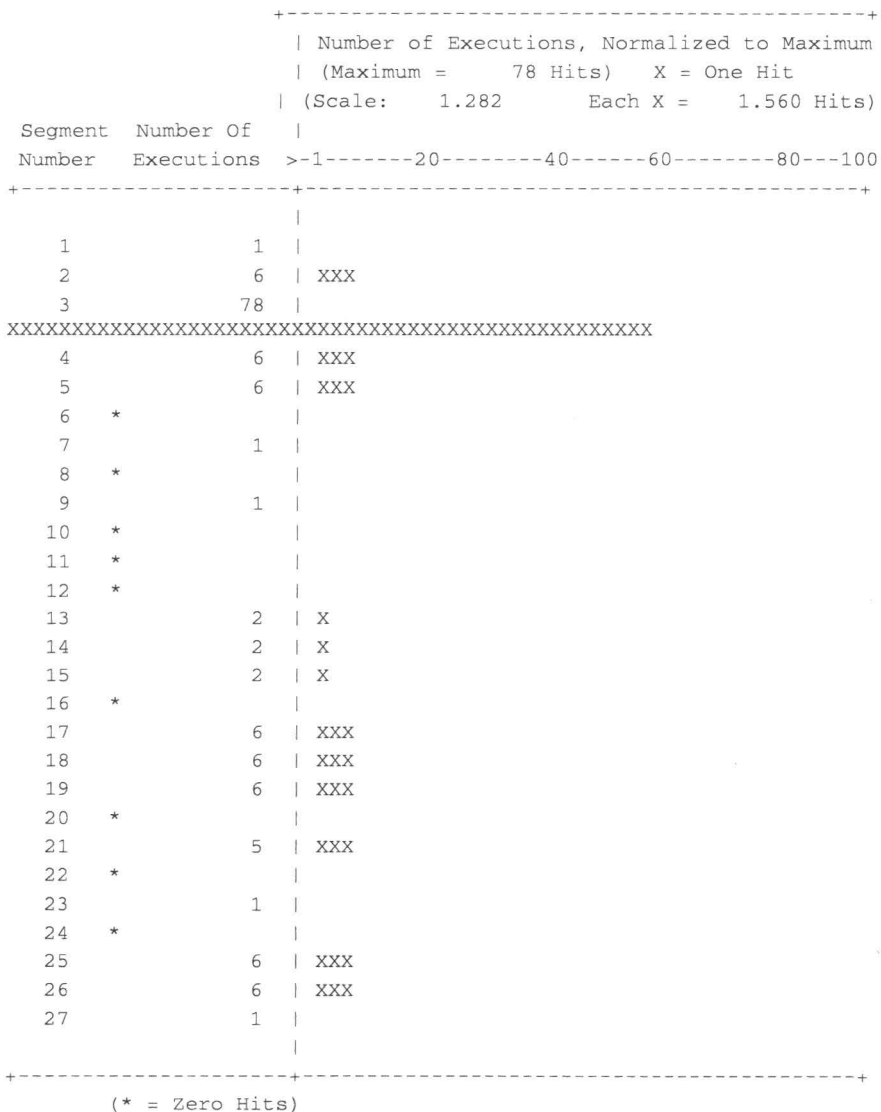 +---------------------------------------------+
| Number of Executions, Normalized to Maximum
| (Maximum =     78 Hits)   X = One Hit
| (Scale:    1.282       Each X =    1.560 Hits)
Segment  Number Of   |
Number   Executions  >-1-------20---------40-------60--------80---100
+---------------------+-------------------------------------------+
|
1              1  |
2              6  | XXX
3             78  |
XXXXXXXXXXXXXXXXXXXXXXXXXXXXXXXXXXXXXXXXXXXXXXXXXX
4              6  | XXX
5              6  | XXX
6   *             |
7              1  |
8   *             |
9              1  |
10   *             |
11   *             |
12   *             |
13              2  | X
14              2  | X
15              2  | X
16   *             |
17              6  | XXX
18              6  | XXX
19              6  | XXX
20   *             |
21              5  | XXX
22   *             |
23              1  |
24   *             |
25              6  | XXX
26              6  | XXX
27              1  |
|
+---------------------+-------------------------------------------+
(* = Zero Hits)